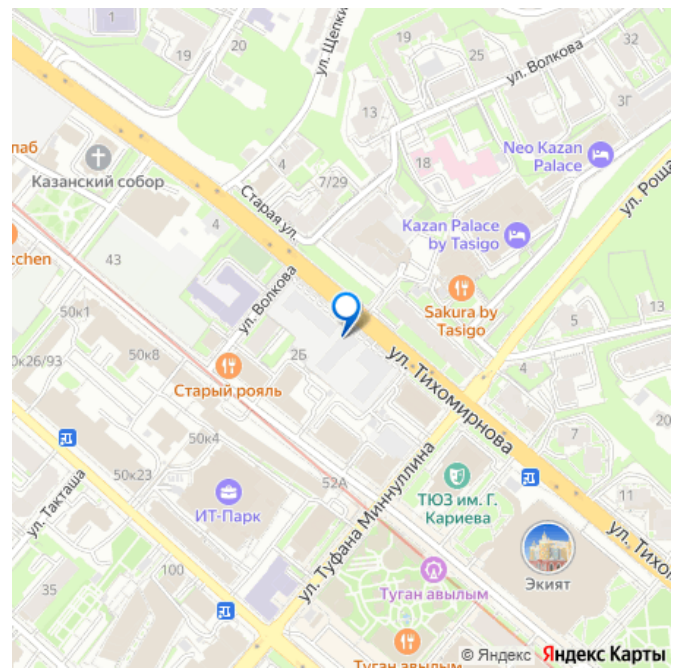 1
19
20
ул. Щепки
19
25
ул. Волкова
32
3Г
13
лаб
Казанский собор
4
7/29
18
Neo Kazan
Palace
ул. Роща
Старая ул.
4
Kazan Palace
by Tasigo
tchen
43
ул. Волкова
Sakura by
Tasigo
5
13
50к1
50к8
2Б
4
0к26/93
Старый рояль
ул. Тихомирнова
7
20
50к4
50к23
ул. Такташа
ИТ-Парк
52А
ул. Туфана Миннуллина
ТЮЗ им. Г.
Кариева
11
ул. Тихо
Экият
35
100
Туган авылым
Туган авылым
© Яндекс Яндекс Карты